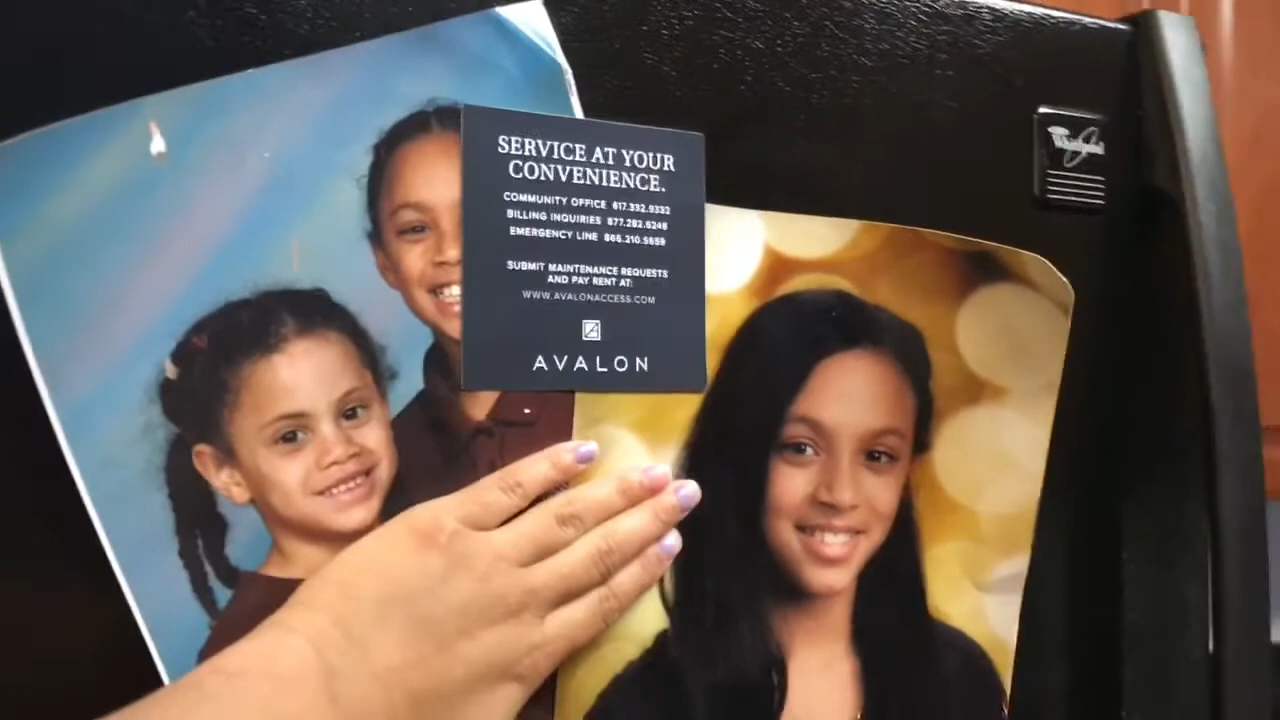 SERVICE AT YOUR
CONVENIENCE.
COMMUNITY OFFICE 617.332.9332
BILLING INQUIRIES 877.282.6248
EMERGENCY LINE 866.210.5659
SUBMIT MAINTENANCE REQUESTS
AND PAY RENT AT:
WWW.AVALONACCESS.COM
AVALON